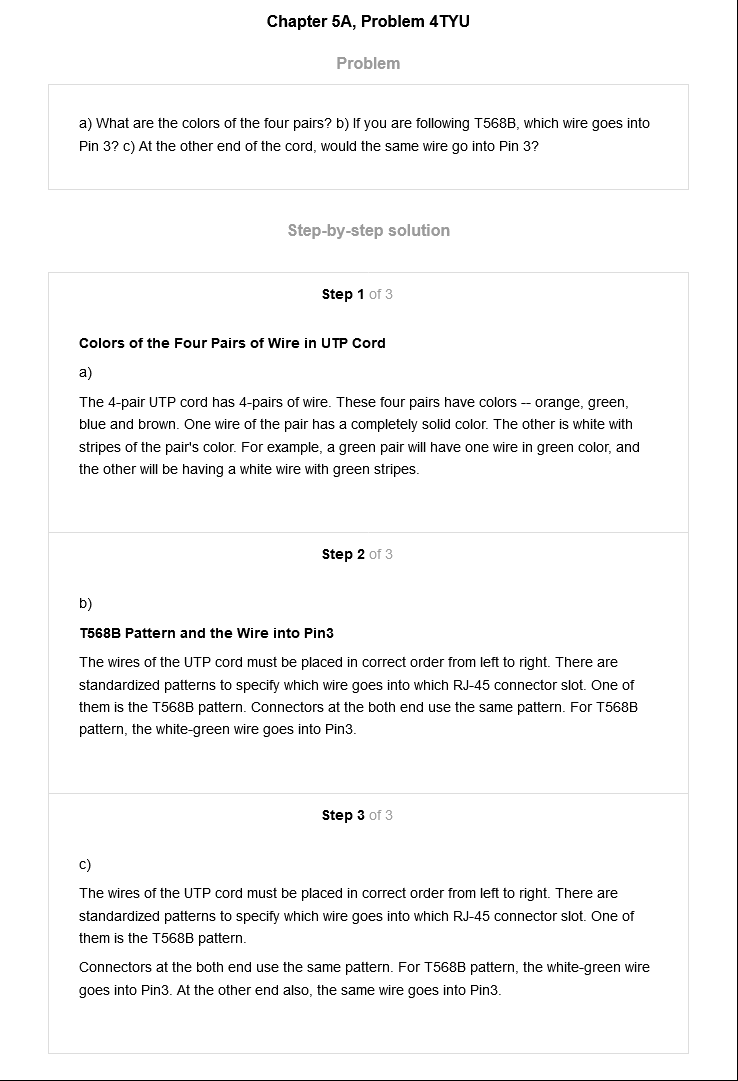 Chapter 5A, Problem 4TYU
Problem
a) What are the colors of the four pairs? b) If you are following T568B, which wire goes into
Pin 3? c) At the other end of the cord, would the same wire go into Pin 3?
Step-by-step solution
Step 1 of 3
Colors of the Four Pairs of Wire in UTP Cord
a)
The 4-pair UTP cord has 4-pairs of wire. These four pairs have colors -- orange, green,
blue and brown. One wire of the pair has a completely solid color. The other is white with
stripes of the pair's color. For example, a green pair will have one wire in green color, and
the other will be having a white wire with green stripes.
Step 2 of 3
b)
T568B Pattern and the Wire into Pin3
The wires of the UTP cord must be placed in correct order from left to right. There are
standardized patterns to specify which wire goes into which RJ-45 connector slot. One of
them is the T568B pattern. Connectors at the both end use the same pattern. For T568B
pattern, the white-green wire goes into Pin3.
Step 3 of 3
c)
The wires of the UTP cord must be placed in correct order from left to right. There are
standardized patterns to specify which wire goes into which RJ-45 connector slot. One of
them is the T568B pattern.
Connectors at the both end use the same pattern. For T568B pattern, the white-green wire
goes into Pin3. At the other end also, the same wire goes into Pin3.